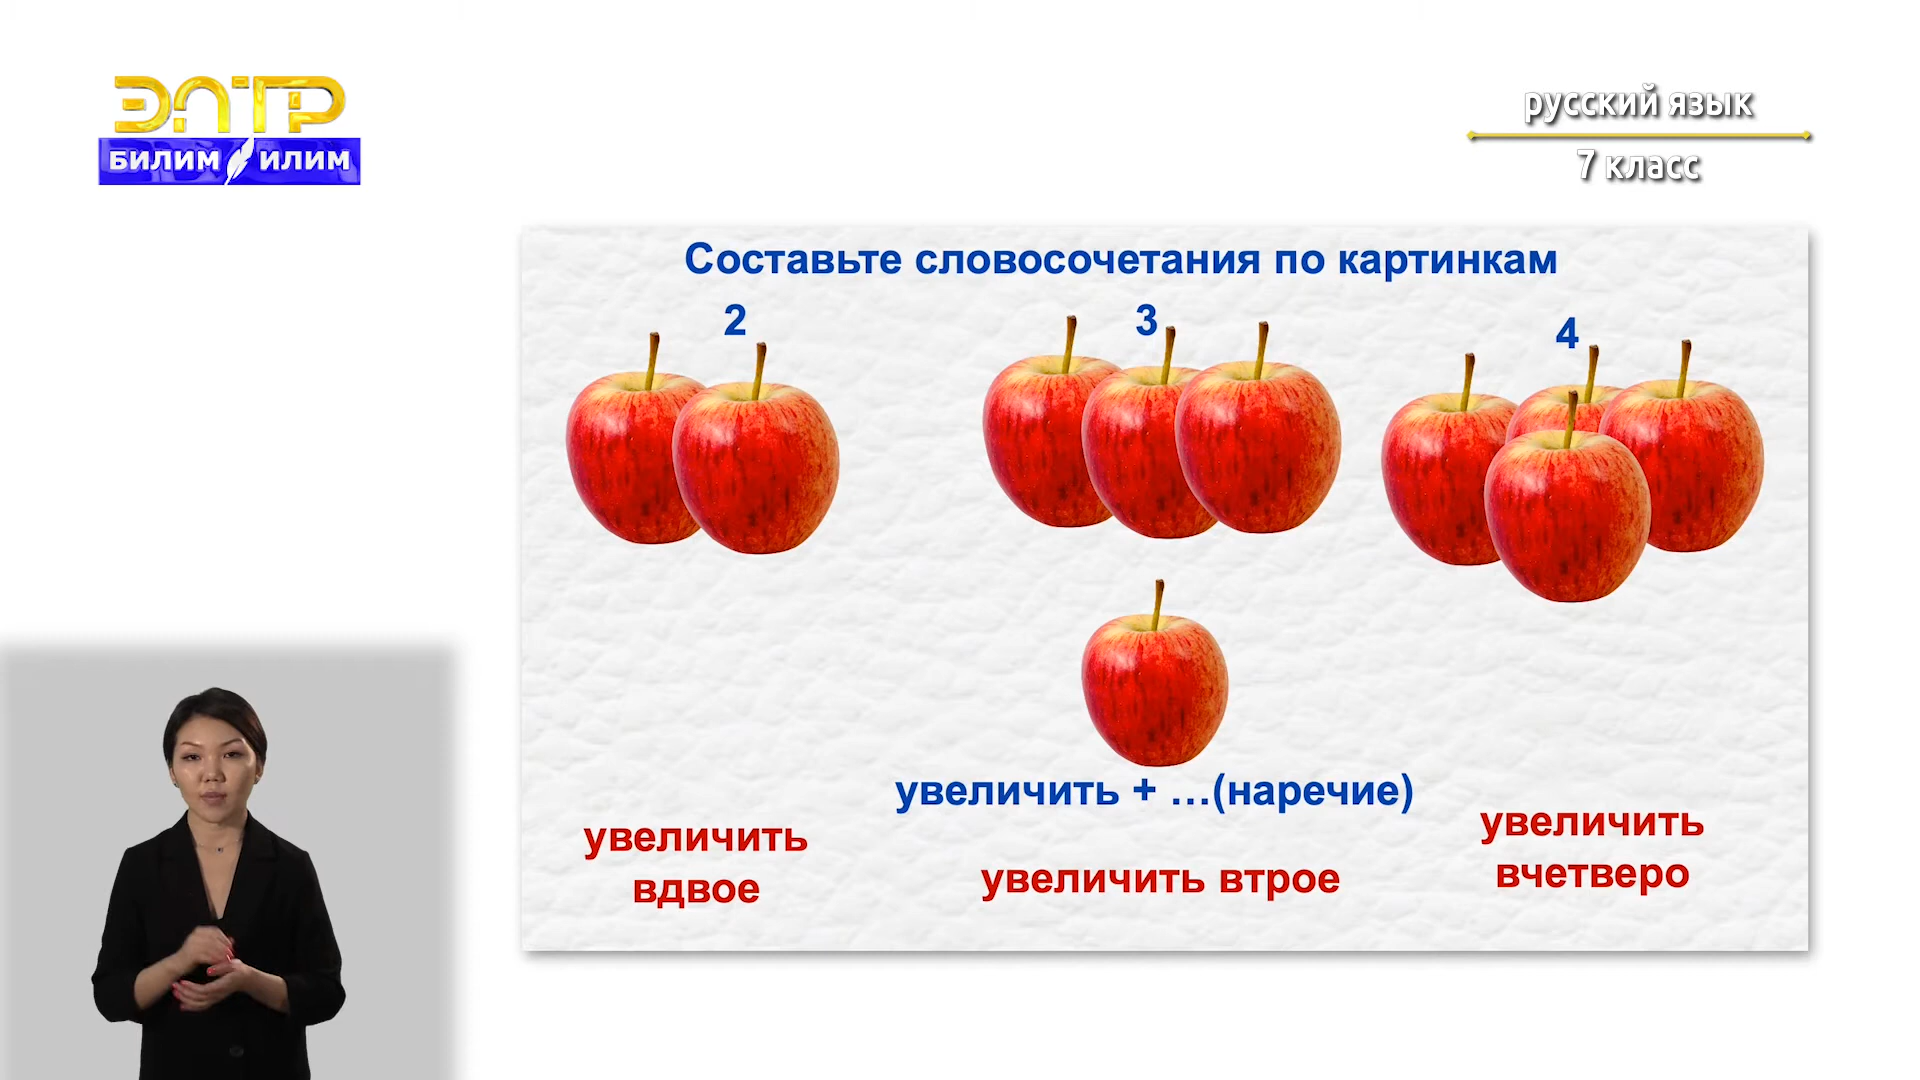 ЭЛТР
БИЛИМ ИЛИМ
русский язык
7 класс
Составьте словосочетания по картинкам
2
3
4
увеличить + …(наречие)
увеличить
вдвое
увеличить втрое
увеличить
вчетверо